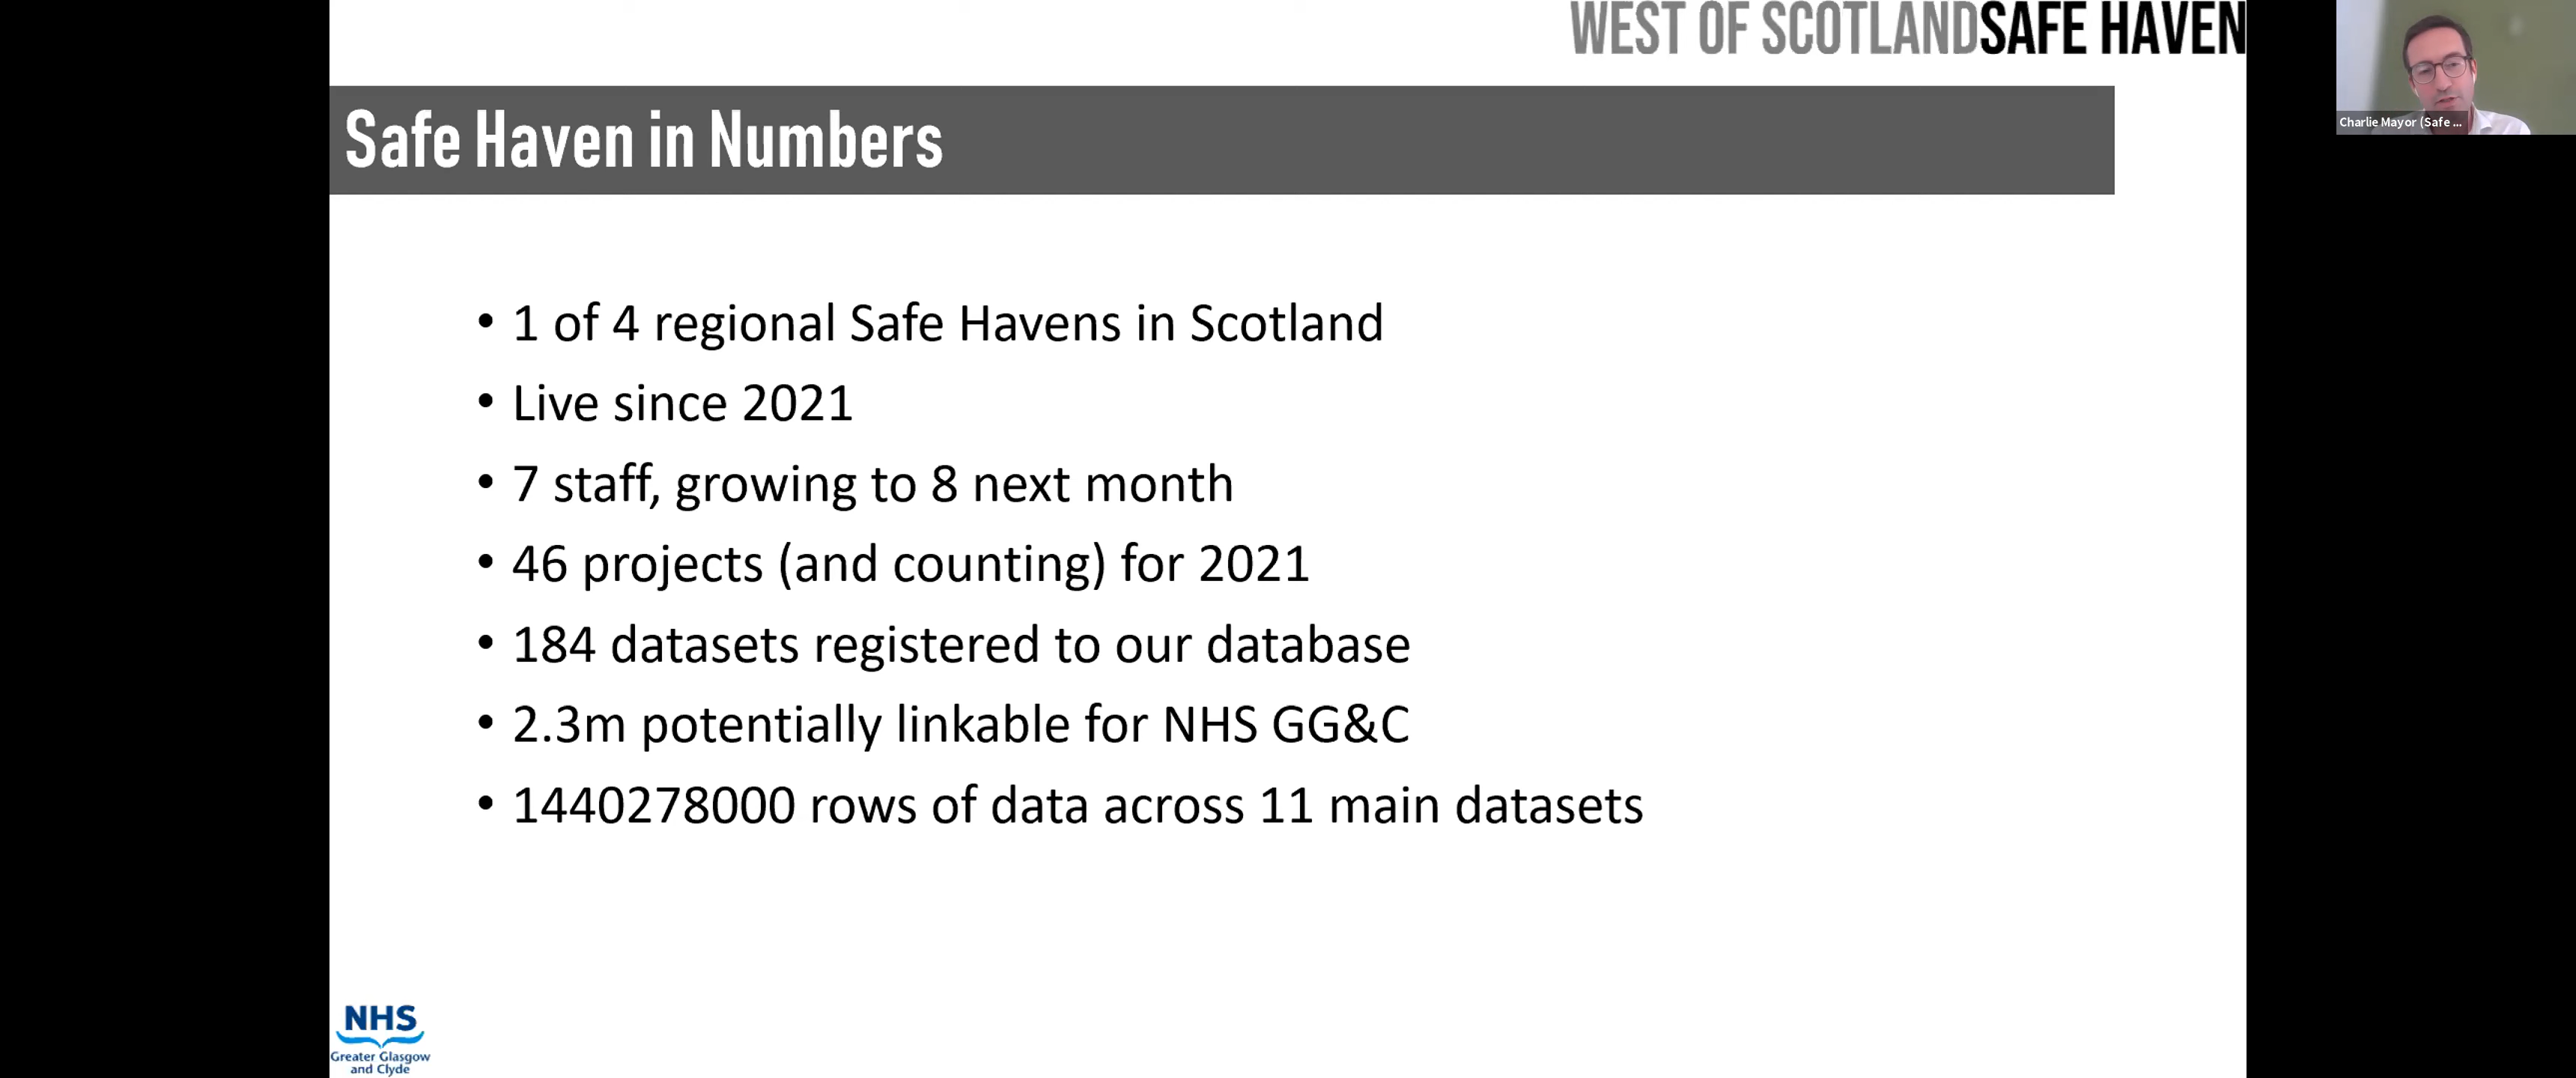 WEST OF SCOTLANDSAFE HAVEN
Charlie Mayor (Safe ...
Safe Haven in Numbers
• 1 of 4 regional Safe Havens in Scotland
• Live since 2021
• 7 staff, growing to 8 next month
• 46 projects (and counting) for 2021
• 184 datasets registered to our database
• 2.3m potentially linkable for NHS GG&C
• 1440278000 rows of data across 11 main datasets
NHS
Greater Glasgow
and Clyde